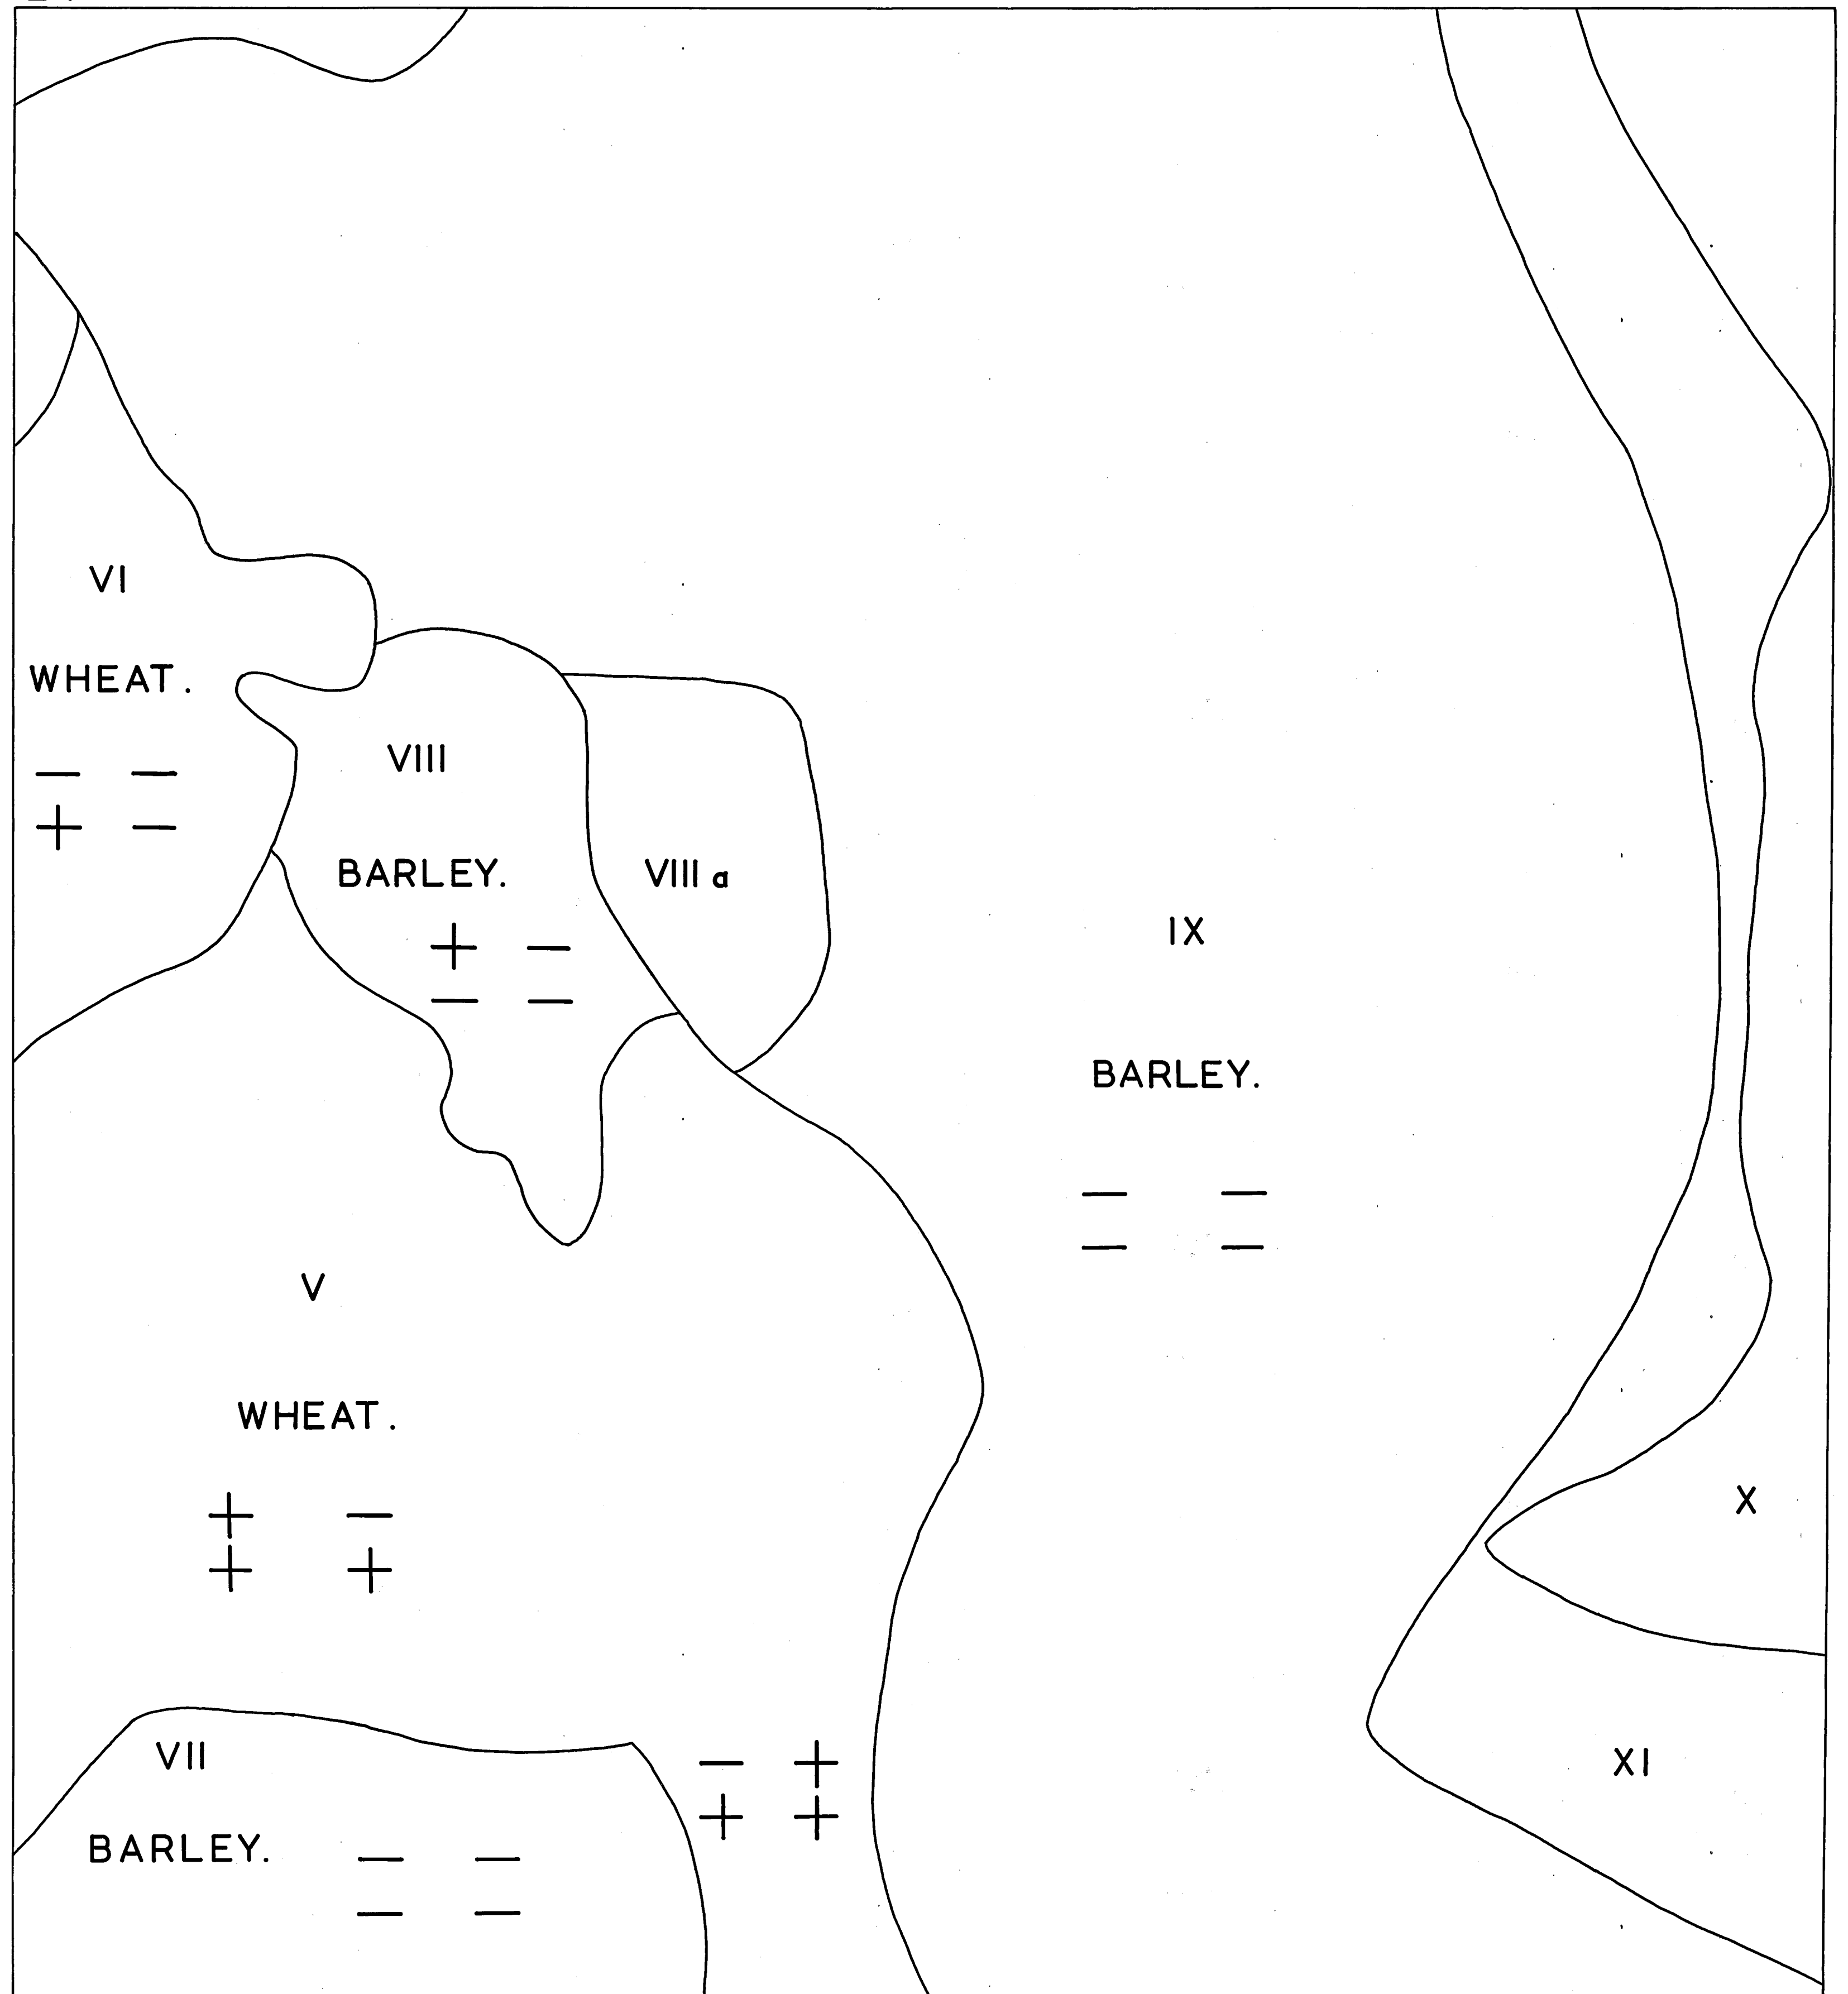 VI
WHEAT.
— —
+ —
VIII
BARLEY.
+ —
— —
VIII a
IX
BARLEY.
— —
— —
V
WHEAT.
+ —
+ +
X
VII
BARLEY.
— —
— —
— +
+ +
XI